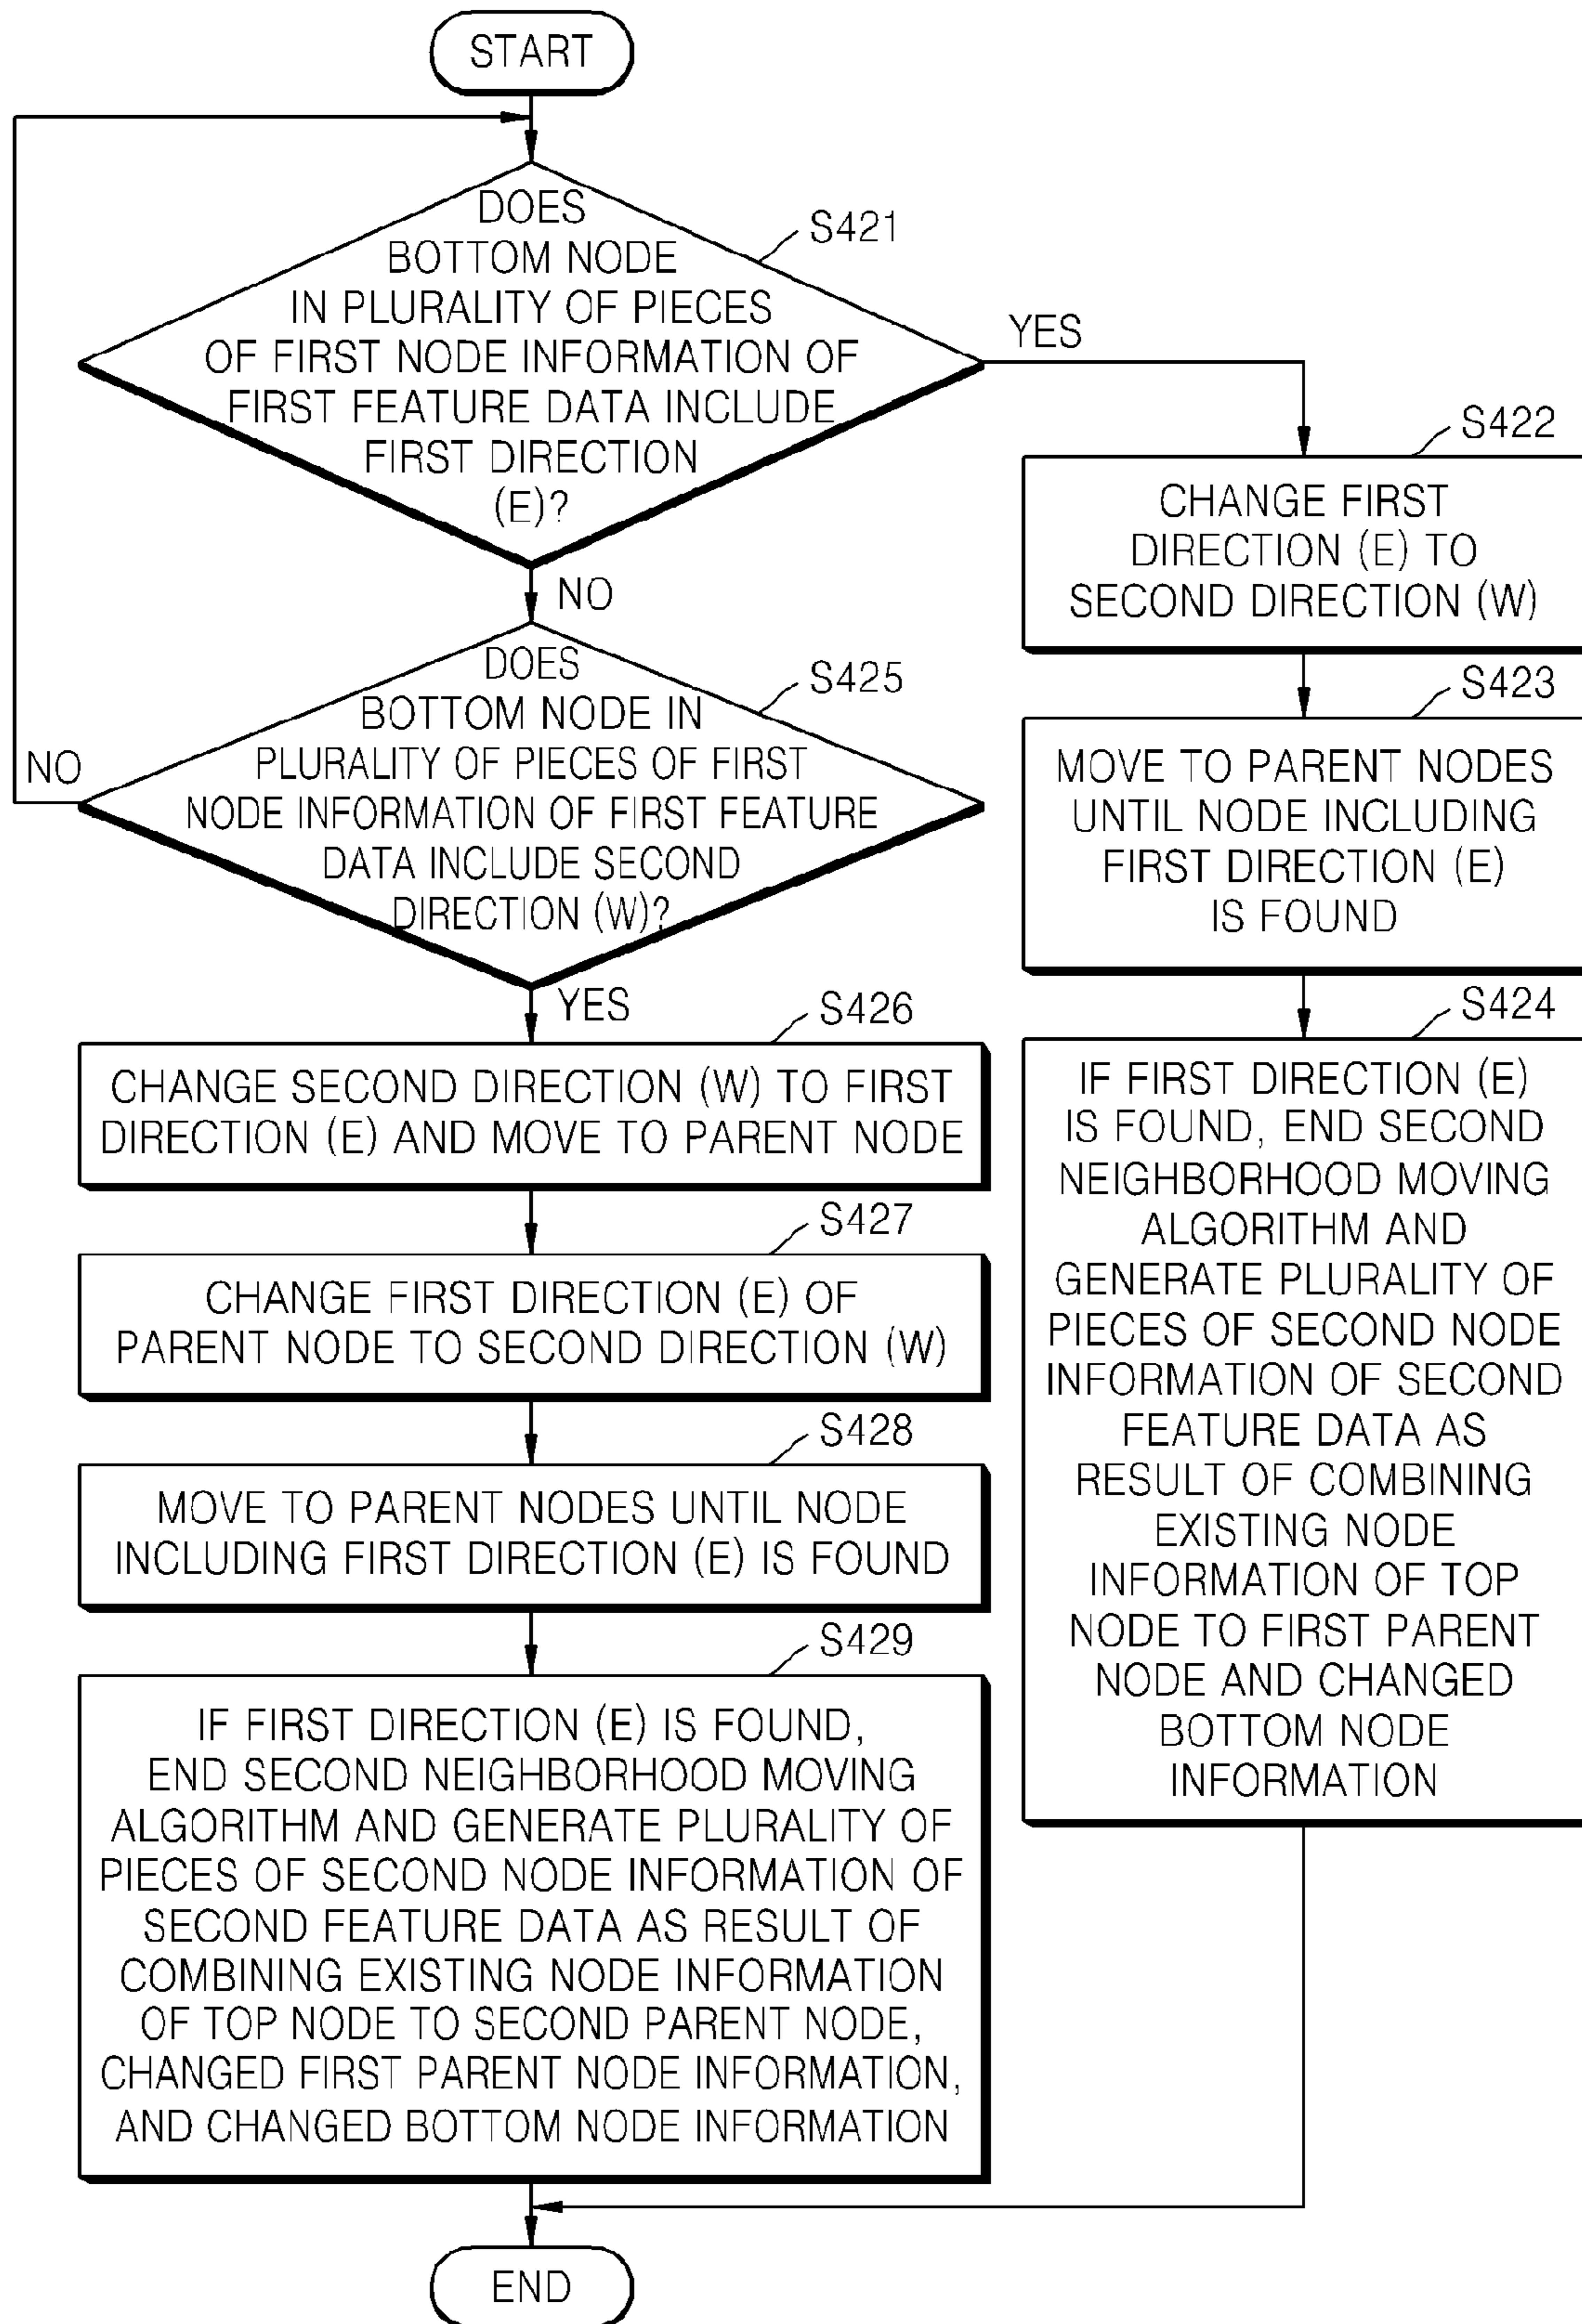 START
DOES
BOTTOM NODE
IN PLURALITY OF PIECES
OF FIRST NODE INFORMATION OF
FIRST FEATURE DATA INCLUDE
FIRST DIRECTION
(E)?
S421
YES
NO
S422
CHANGE FIRST
DIRECTION (E) TO
SECOND DIRECTION (W)
S423
MOVE TO PARENT NODES
UNTIL NODE INCLUDING
FIRST DIRECTION (E)
IS FOUND
S424
IF FIRST DIRECTION (E)
IS FOUND, END SECOND
NEIGHBORHOOD MOVING
ALGORITHM AND
GENERATE PLURALITY OF
PIECES OF SECOND NODE
INFORMATION OF SECOND
FEATURE DATA AS
RESULT OF COMBINING
EXISTING NODE
INFORMATION OF TOP
NODE TO FIRST PARENT
NODE AND CHANGED
BOTTOM NODE
INFORMATION
DOES
BOTTOM NODE IN
PLURALITY OF PIECES OF FIRST
NODE INFORMATION OF FIRST FEATURE
DATA INCLUDE SECOND
DIRECTION (W)?
S425
NO
YES
S426
CHANGE SECOND DIRECTION (W) TO FIRST
DIRECTION (E) AND MOVE TO PARENT NODE
S427
CHANGE FIRST DIRECTION (E) OF
PARENT NODE TO SECOND DIRECTION (W)
S428
MOVE TO PARENT NODES UNTIL NODE
INCLUDING FIRST DIRECTION (E) IS FOUND
S429
IF FIRST DIRECTION (E) IS FOUND,
END SECOND NEIGHBORHOOD MOVING
ALGORITHM AND GENERATE PLURALITY OF
PIECES OF SECOND NODE INFORMATION OF
SECOND FEATURE DATA AS RESULT OF
COMBINING EXISTING NODE INFORMATION
OF TOP NODE TO SECOND PARENT NODE,
CHANGED FIRST PARENT NODE INFORMATION,
AND CHANGED BOTTOM NODE INFORMATION
END